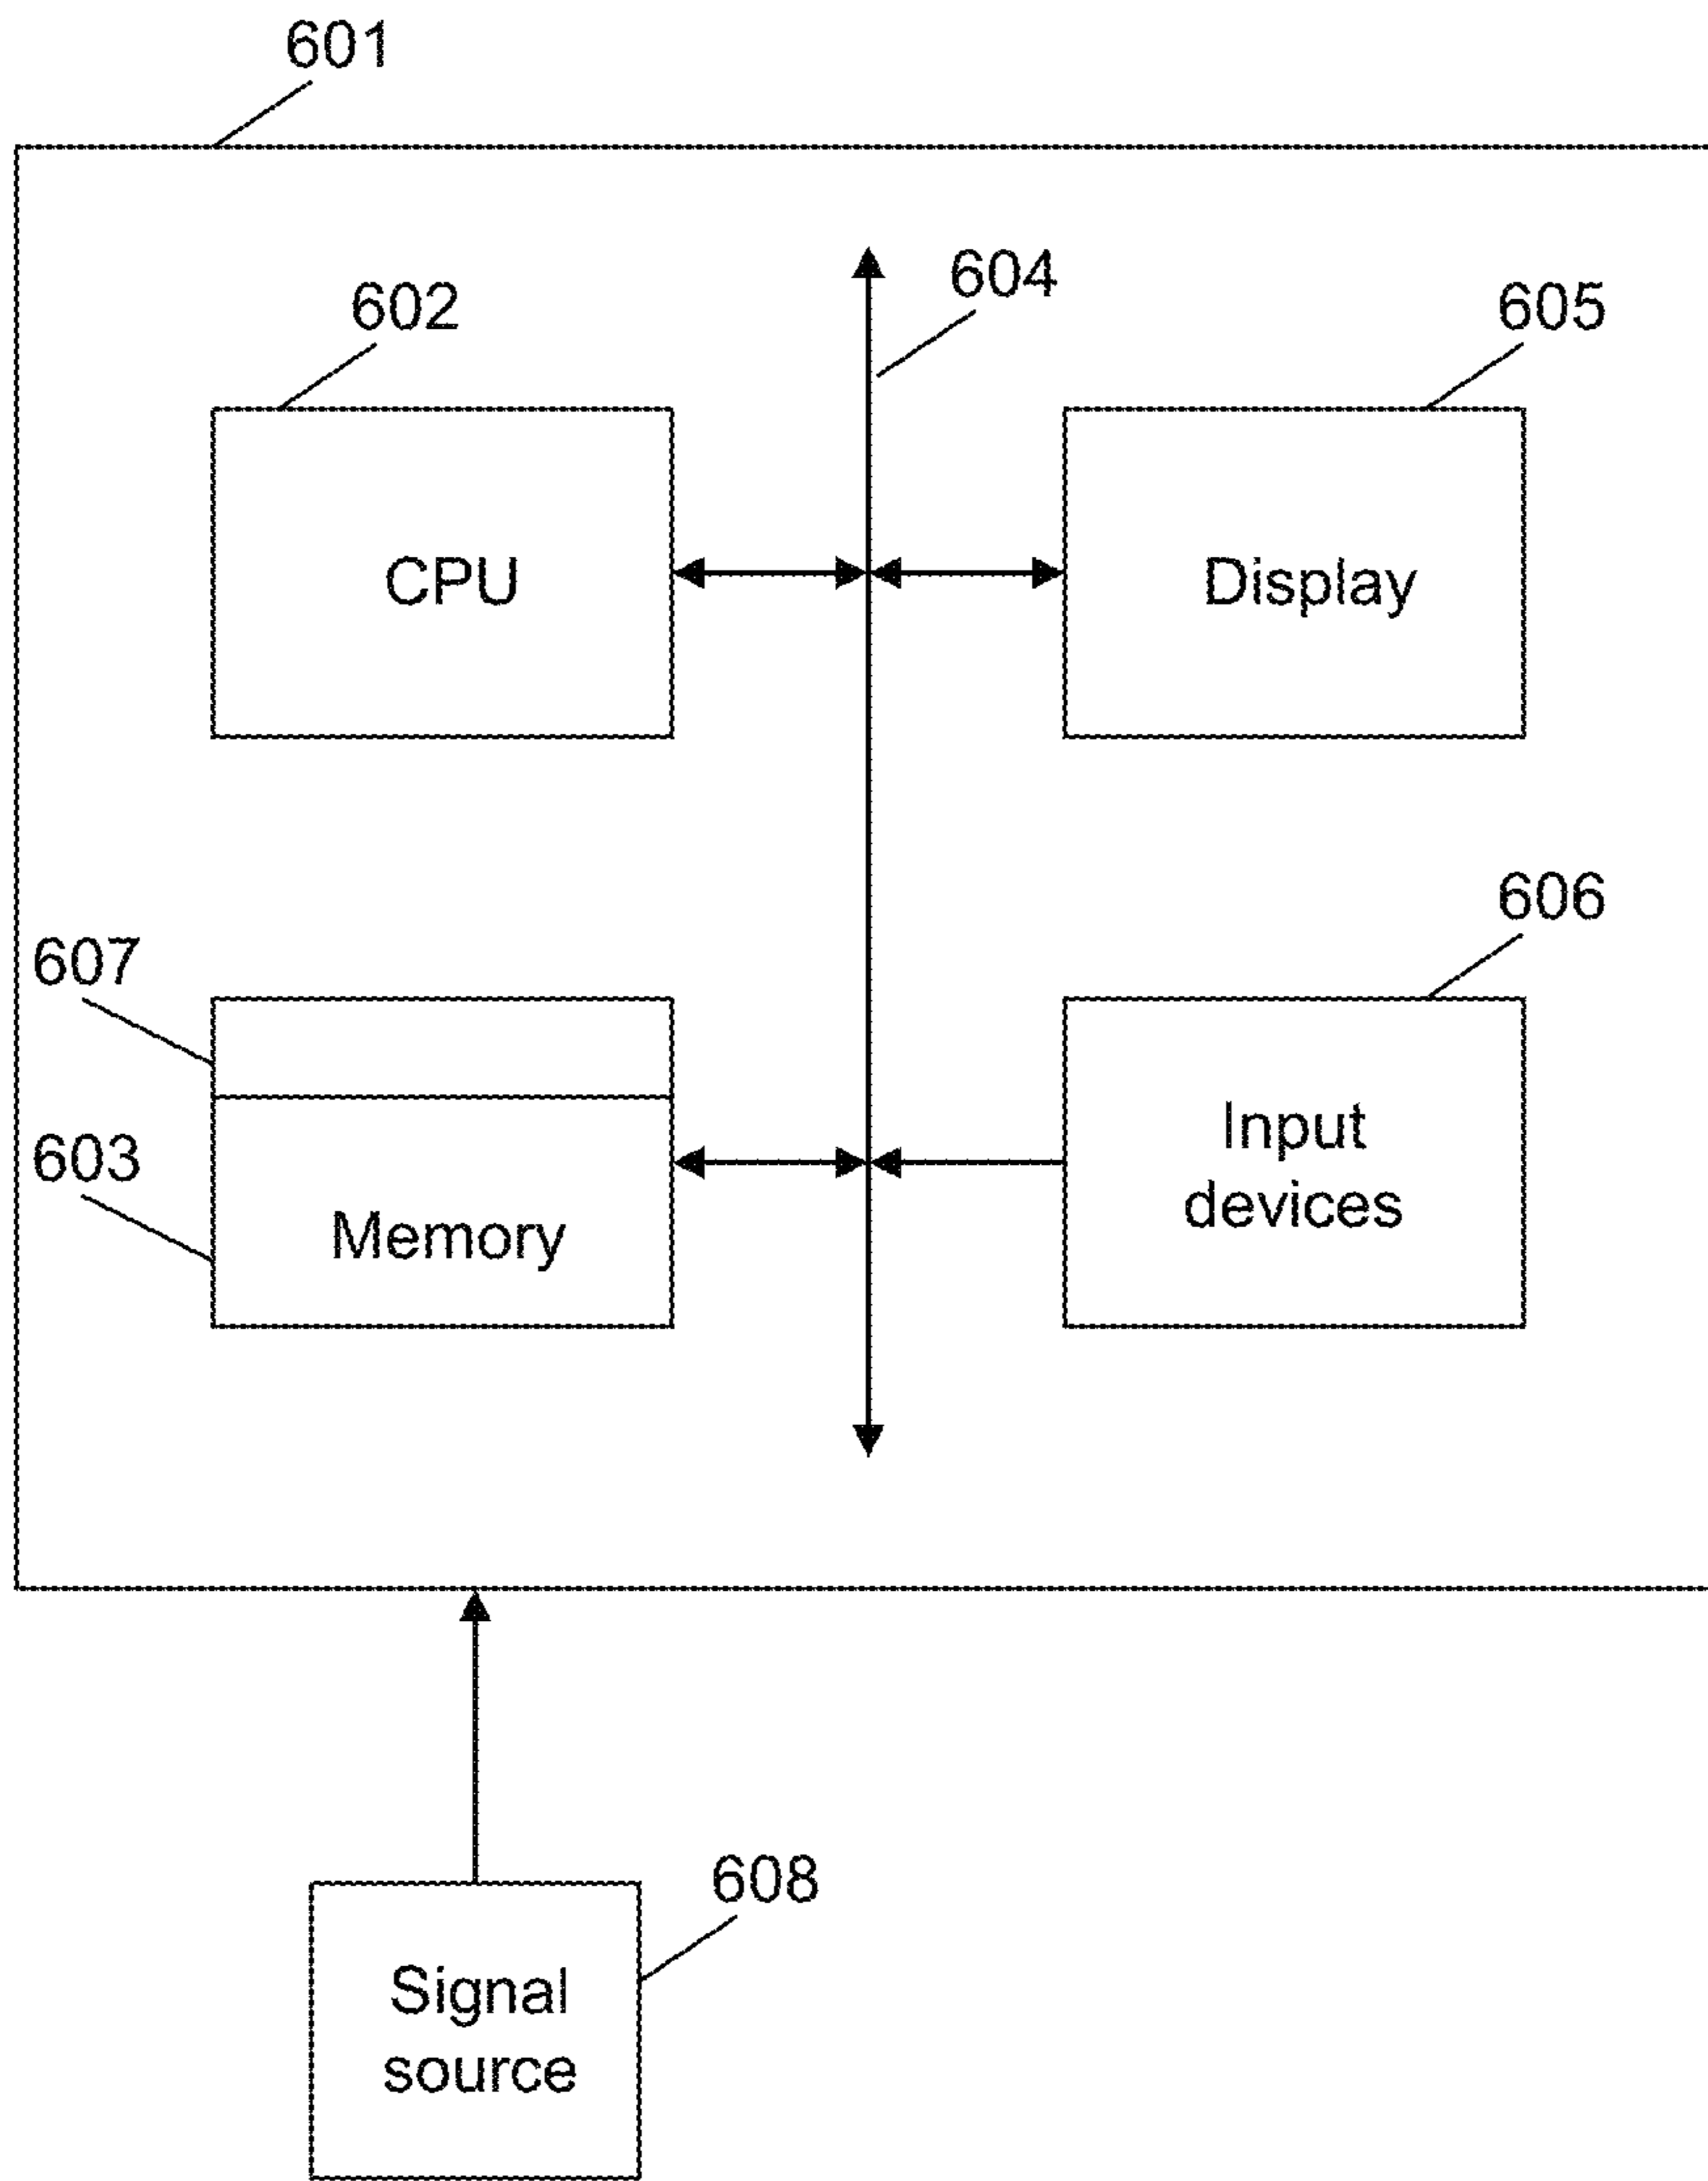 601
604
602
605
CPU
Display
606
607
Input
devices
603
Memory
608
Signal
source